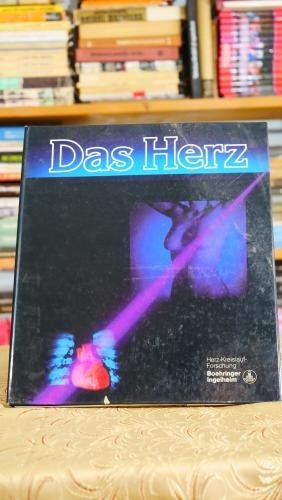 Das Herz
Herz-Kreislauf-
Forschung
Boehringer
Ingelheim